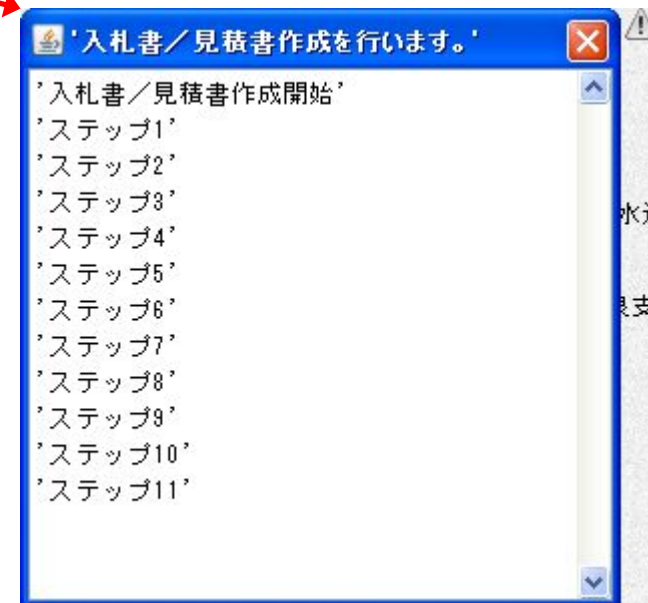 '入札書／見積書作成を行います。'
'入札書／見積書作成開始'
'ステップ1'
'ステップ2'
'ステップ3'
'ステップ4'
'ステップ5'
'ステップ6'
'ステップ7'
'ステップ8'
'ステップ9'
'ステップ10'
'ステップ11'
水
支